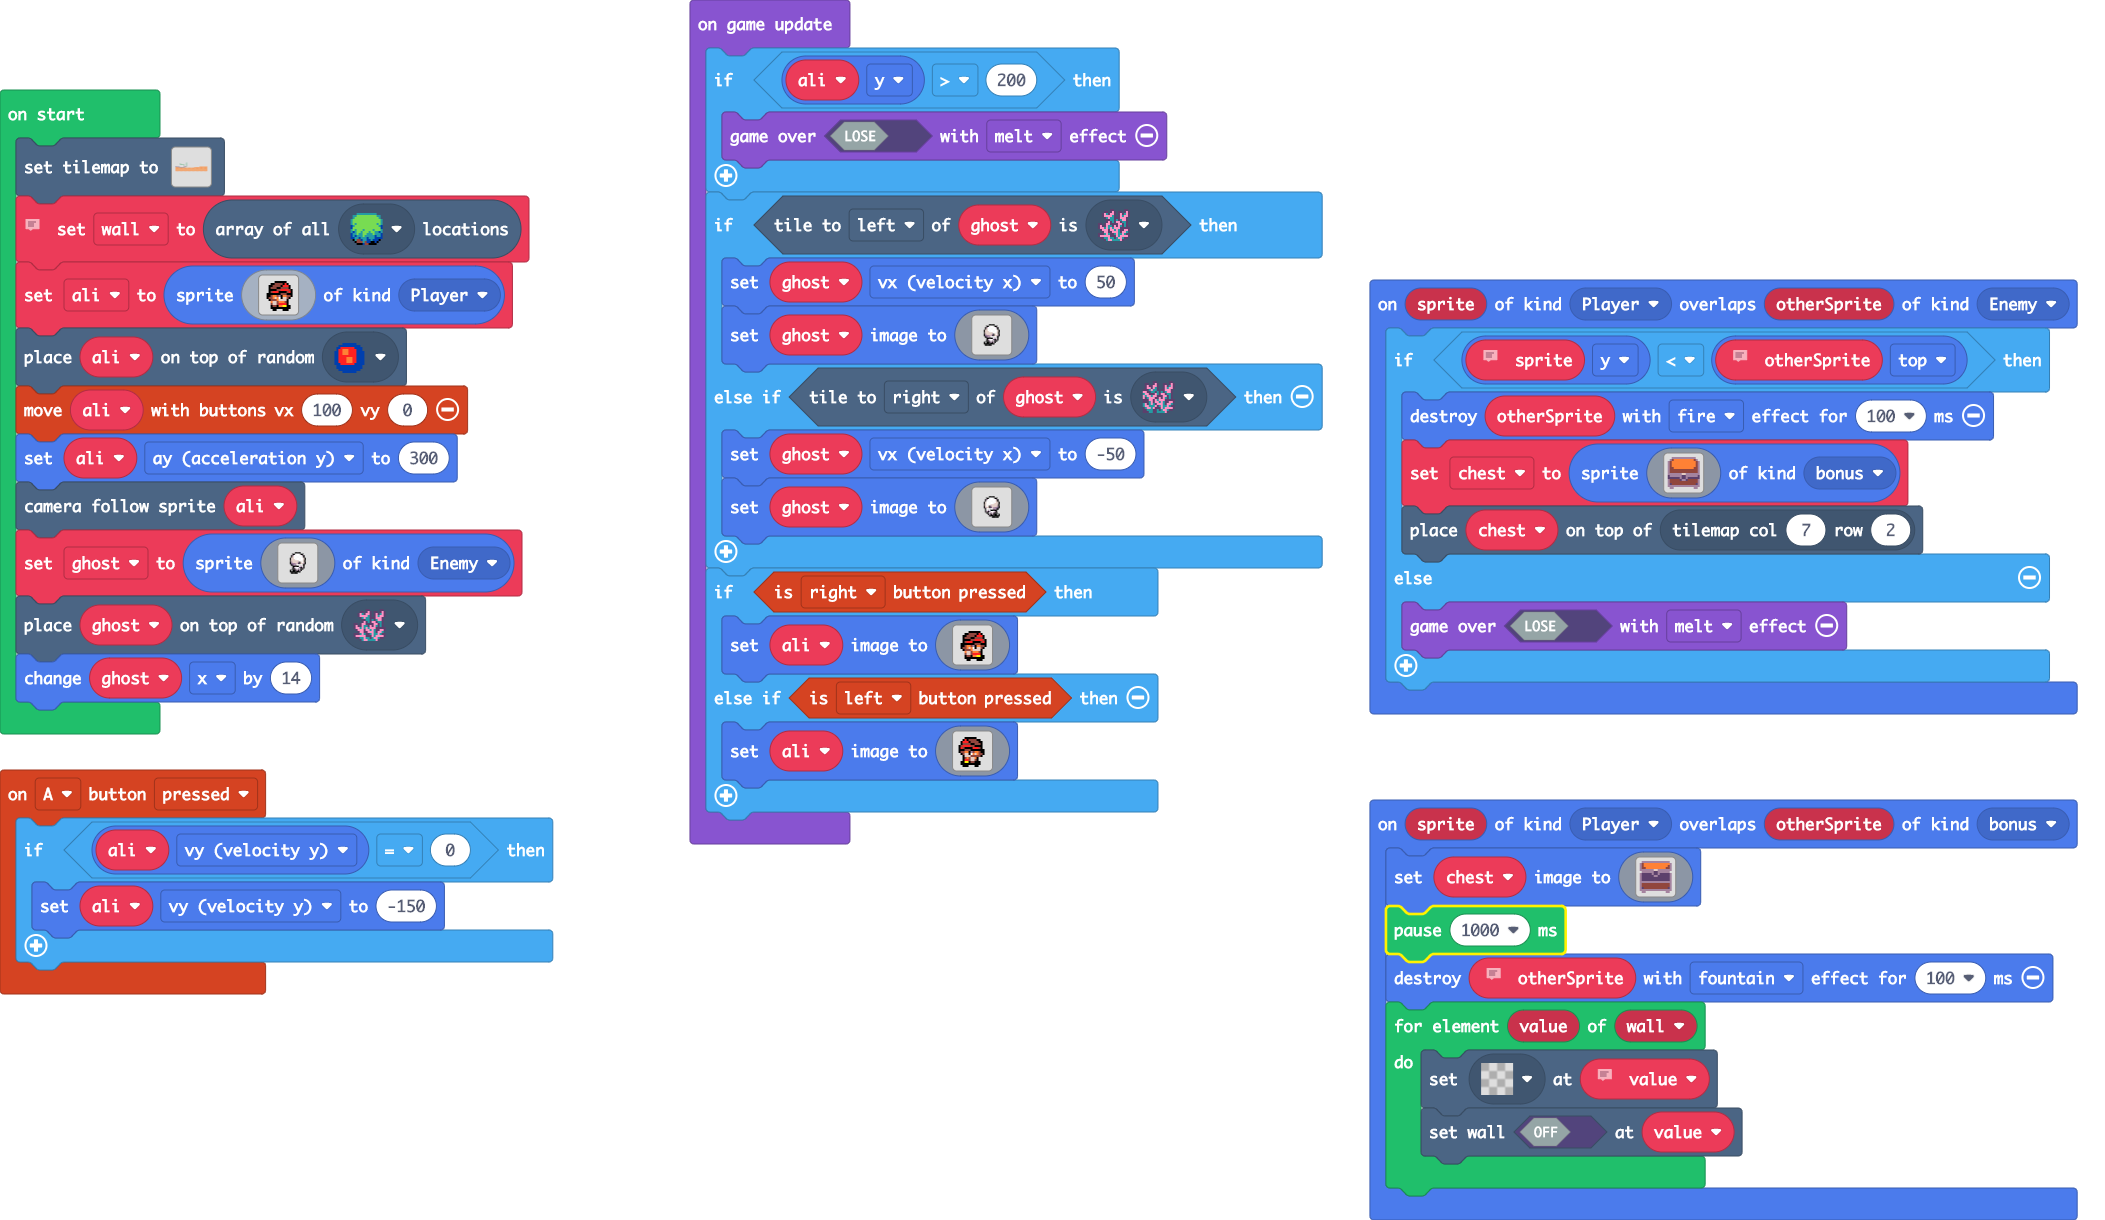 on start
set tilemap to
set wall to array of all locations
set ali to sprite of kind Player
place ali on top of random
move ali with buttons vx 100 vy 0
set ali ay (acceleration y) to 300
camera follow sprite ali
set ghost to sprite of kind Enemy
place ghost on top of random
change ghost x by 14
on A button pressed
if ali vy (velocity y) = 0 then
set ali vy (velocity y) to -150
on game update
if ali y > 200 then
game over LOSE with melt effect
if tile to left of ghost is then
set ghost vx (velocity x) to 50
set ghost image to
else if tile to right of ghost is then
set ghost vx (velocity x) to -50
set ghost image to
if is right button pressed then
set ali image to
else if is left button pressed then
set ali image to
on sprite of kind Player overlaps otherSprite of kind Enemy
if sprite y < otherSprite top then
destroy otherSprite with fire effect for 100 ms
set chest to sprite of kind bonus
place chest on top of tilemap col 7 row 2
else
game over LOSE with melt effect
on sprite of kind Player overlaps otherSprite of kind bonus
set chest image to
pause 1000 ms
destroy otherSprite with fountain effect for 100 ms
for element value of wall
do
set at value
set wall OFF at value